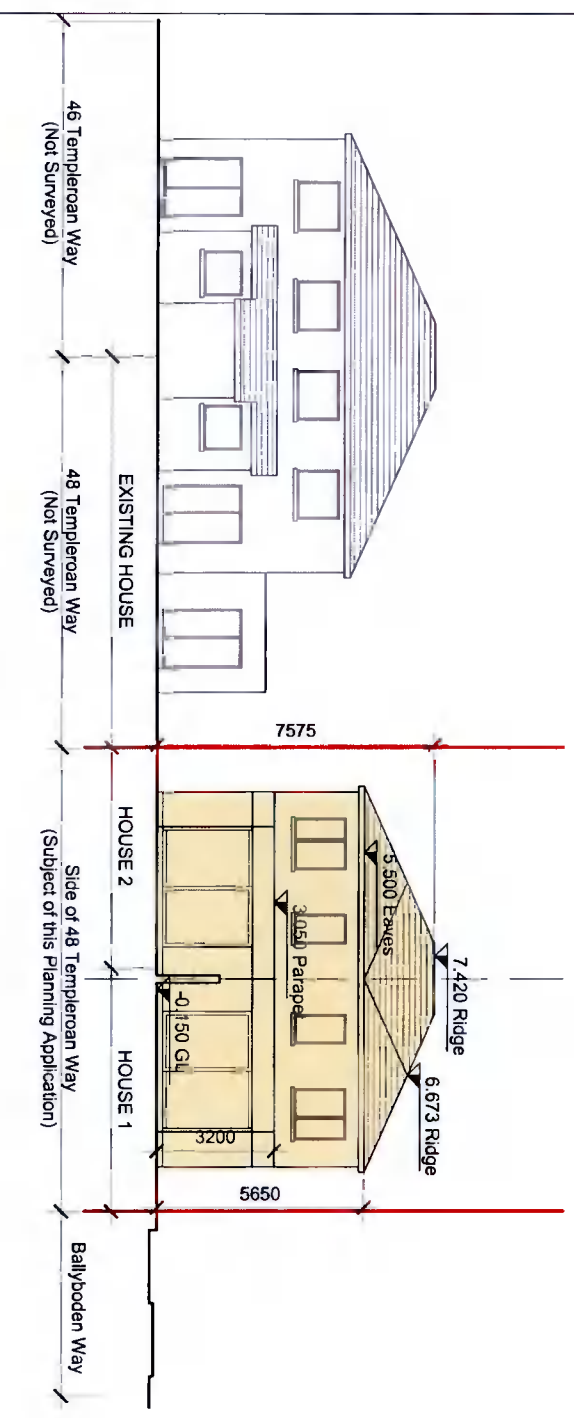 7575
7.420 Ridge
6.673 Ridge
5.500 Eaves
3.050 Parapet
-0.150 GL
3200
5650
EXISTING HOUSE
HOUSE 2
HOUSE 1
46 Templeroan Way
(Not Surveyed)
48 Templeroan Way
(Not Surveyed)
Side of 48 Templeroan Way
(Subject of this Planning Application)
Ballyboden Way